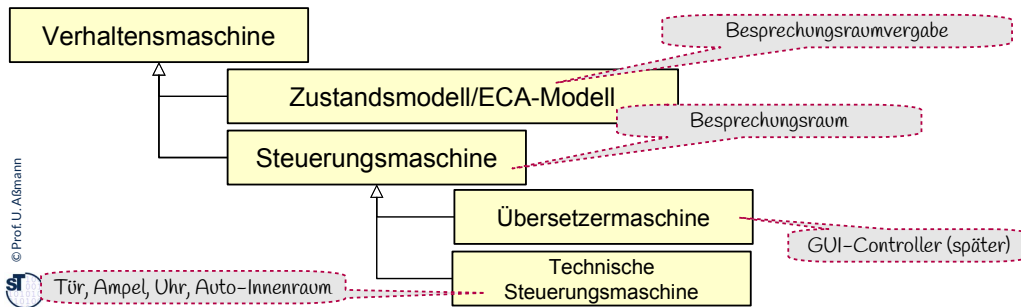 Verhaltensmaschine
Besprechungsraumvergabe
Zustandsmodell/ECA-Modell
Besprechungsraum
Steuerungsmaschine
Übersetzermaschine
GUI-Controller (später)
Technische
Steuerungsmaschine
Tür, Ampel, Uhr, Auto-Innenraum
© Prof. U. Aßmann
ST